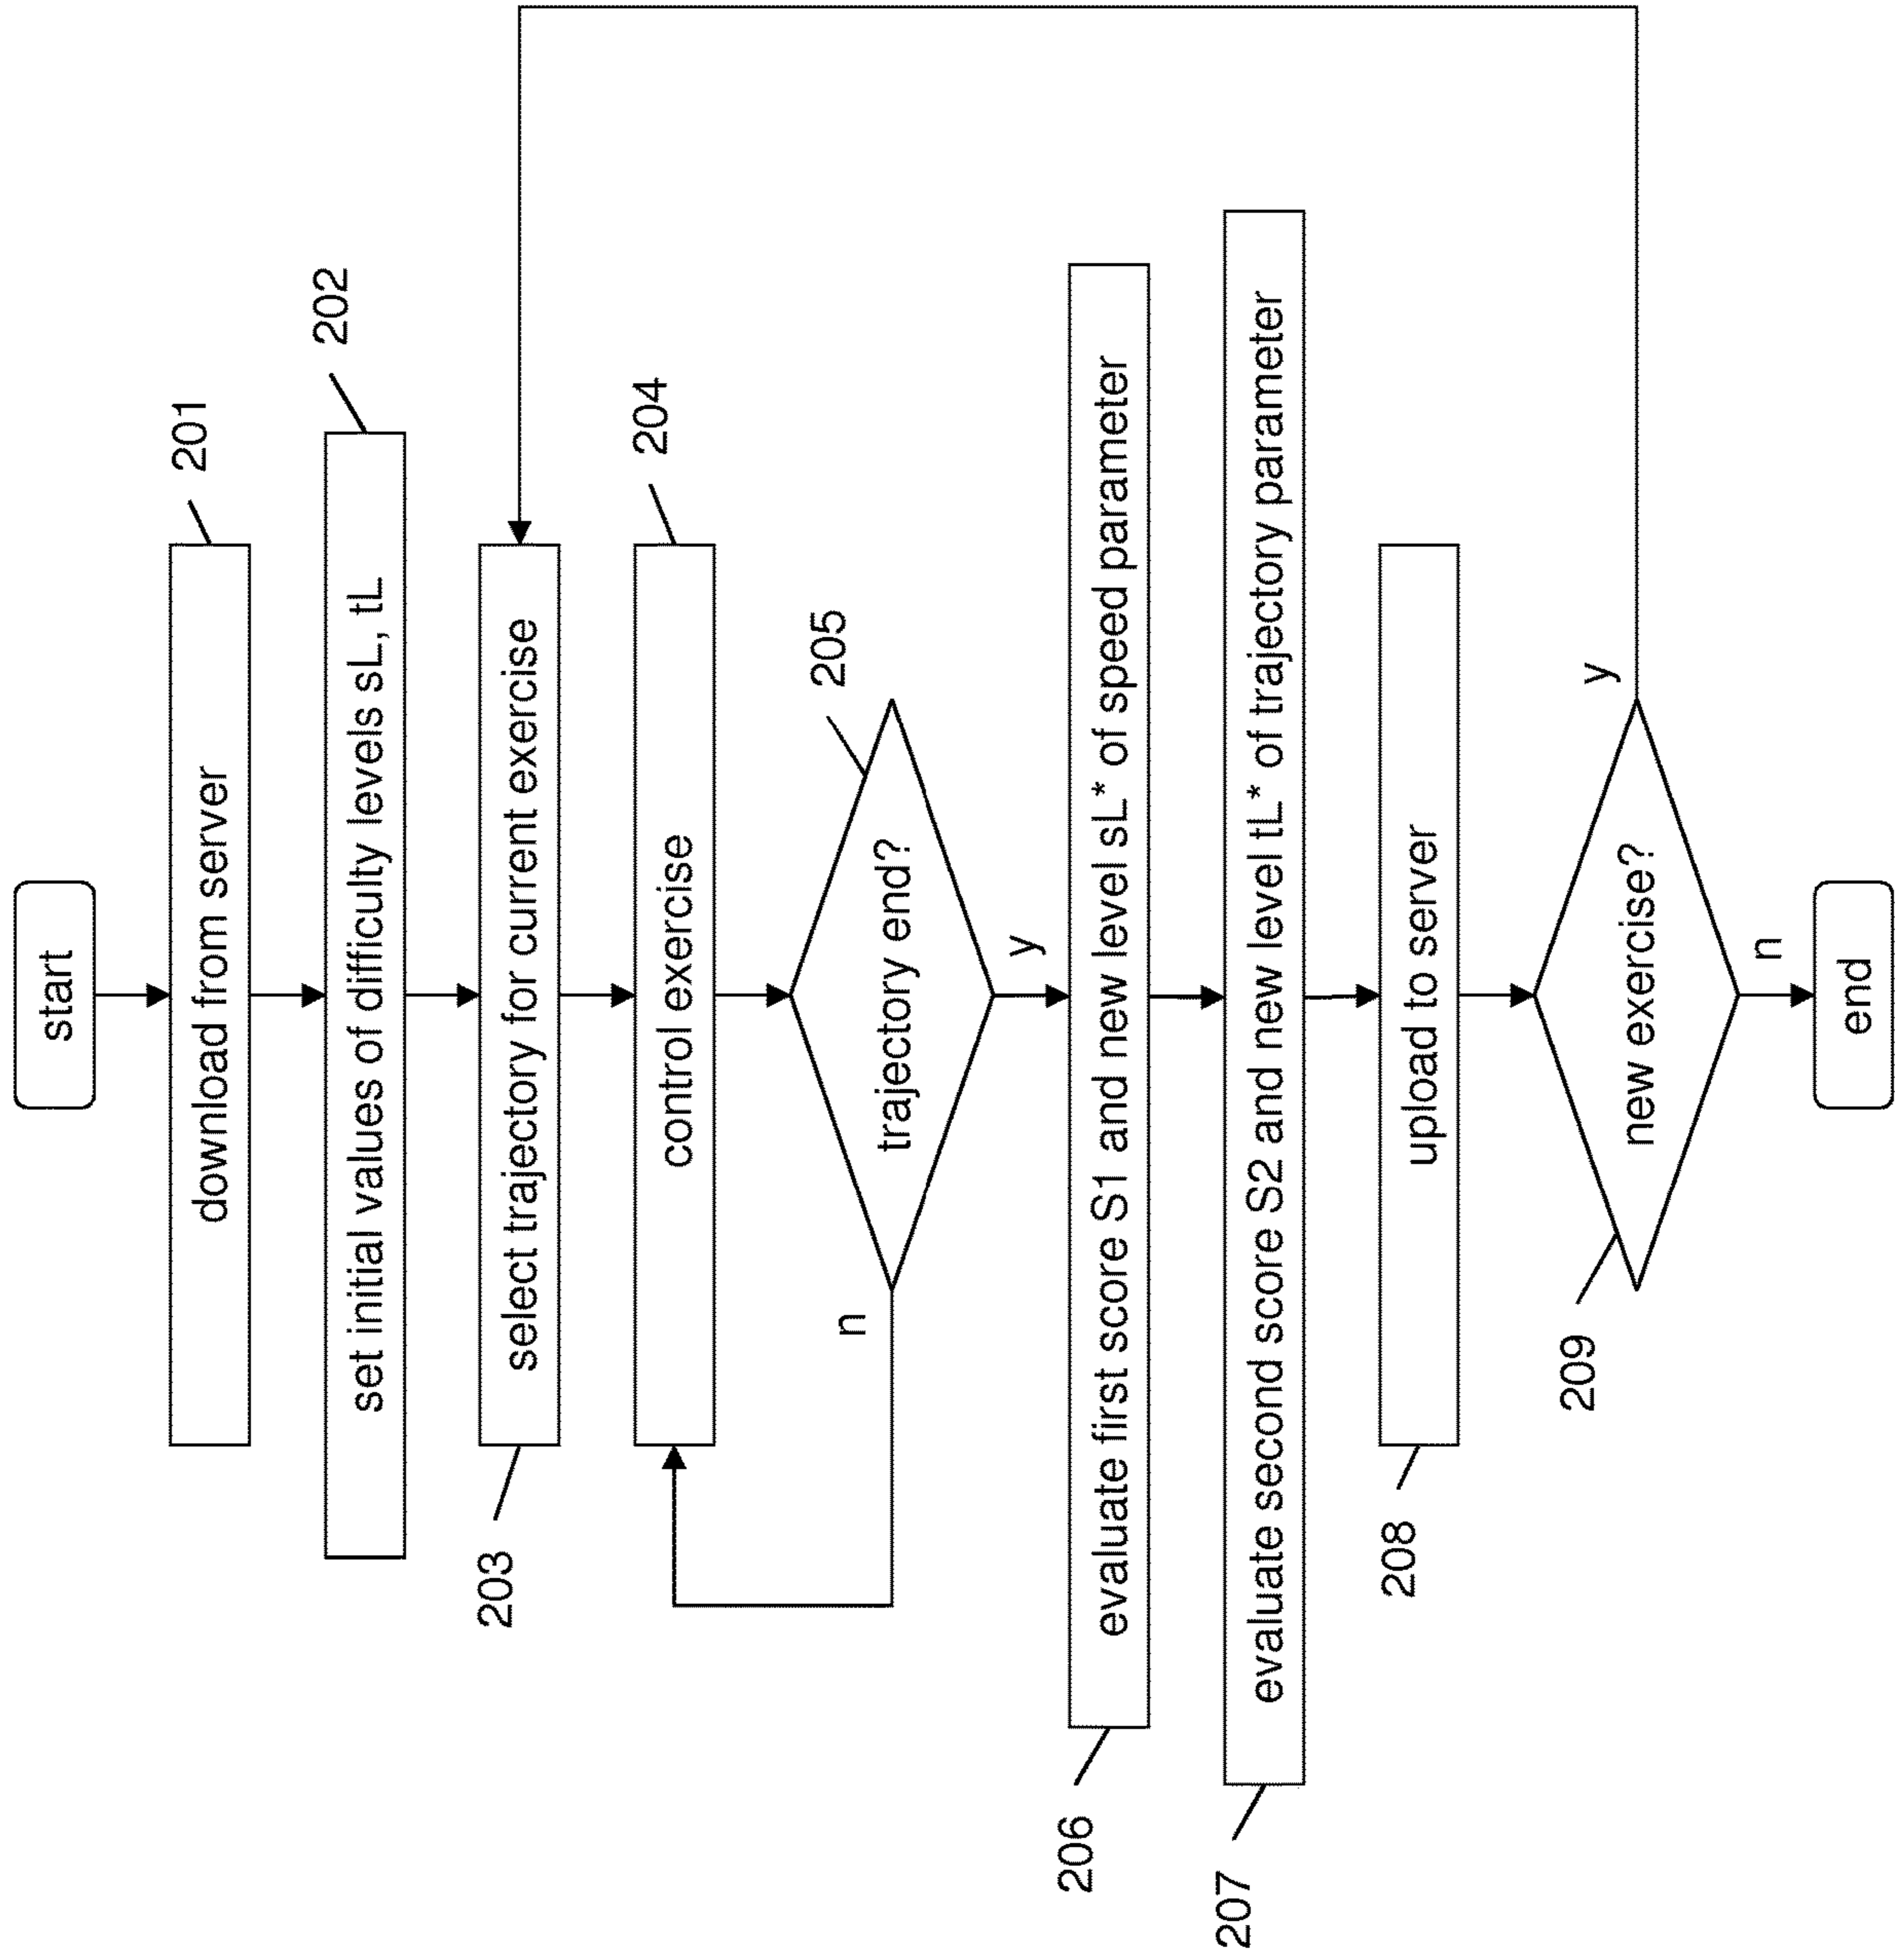 start
download from server
201
set initial values of difficulty levels sL, tL
202
select trajectory for current exercise
203
control exercise
204
trajectory end?
205
n
y
evaluate first score S1 and new level sL* of speed parameter
206
evaluate second score S2 and new level tL* of trajectory parameter
207
upload to server
208
new exercise?
209
y
n
end